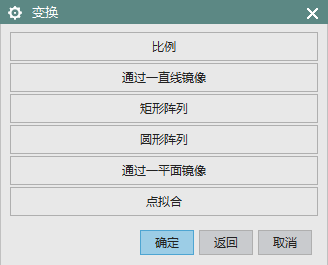 变换
比例
通过一直线镜像
矩形阵列
圆形阵列
通过一平面镜像
点拟合
确定 返回 取消